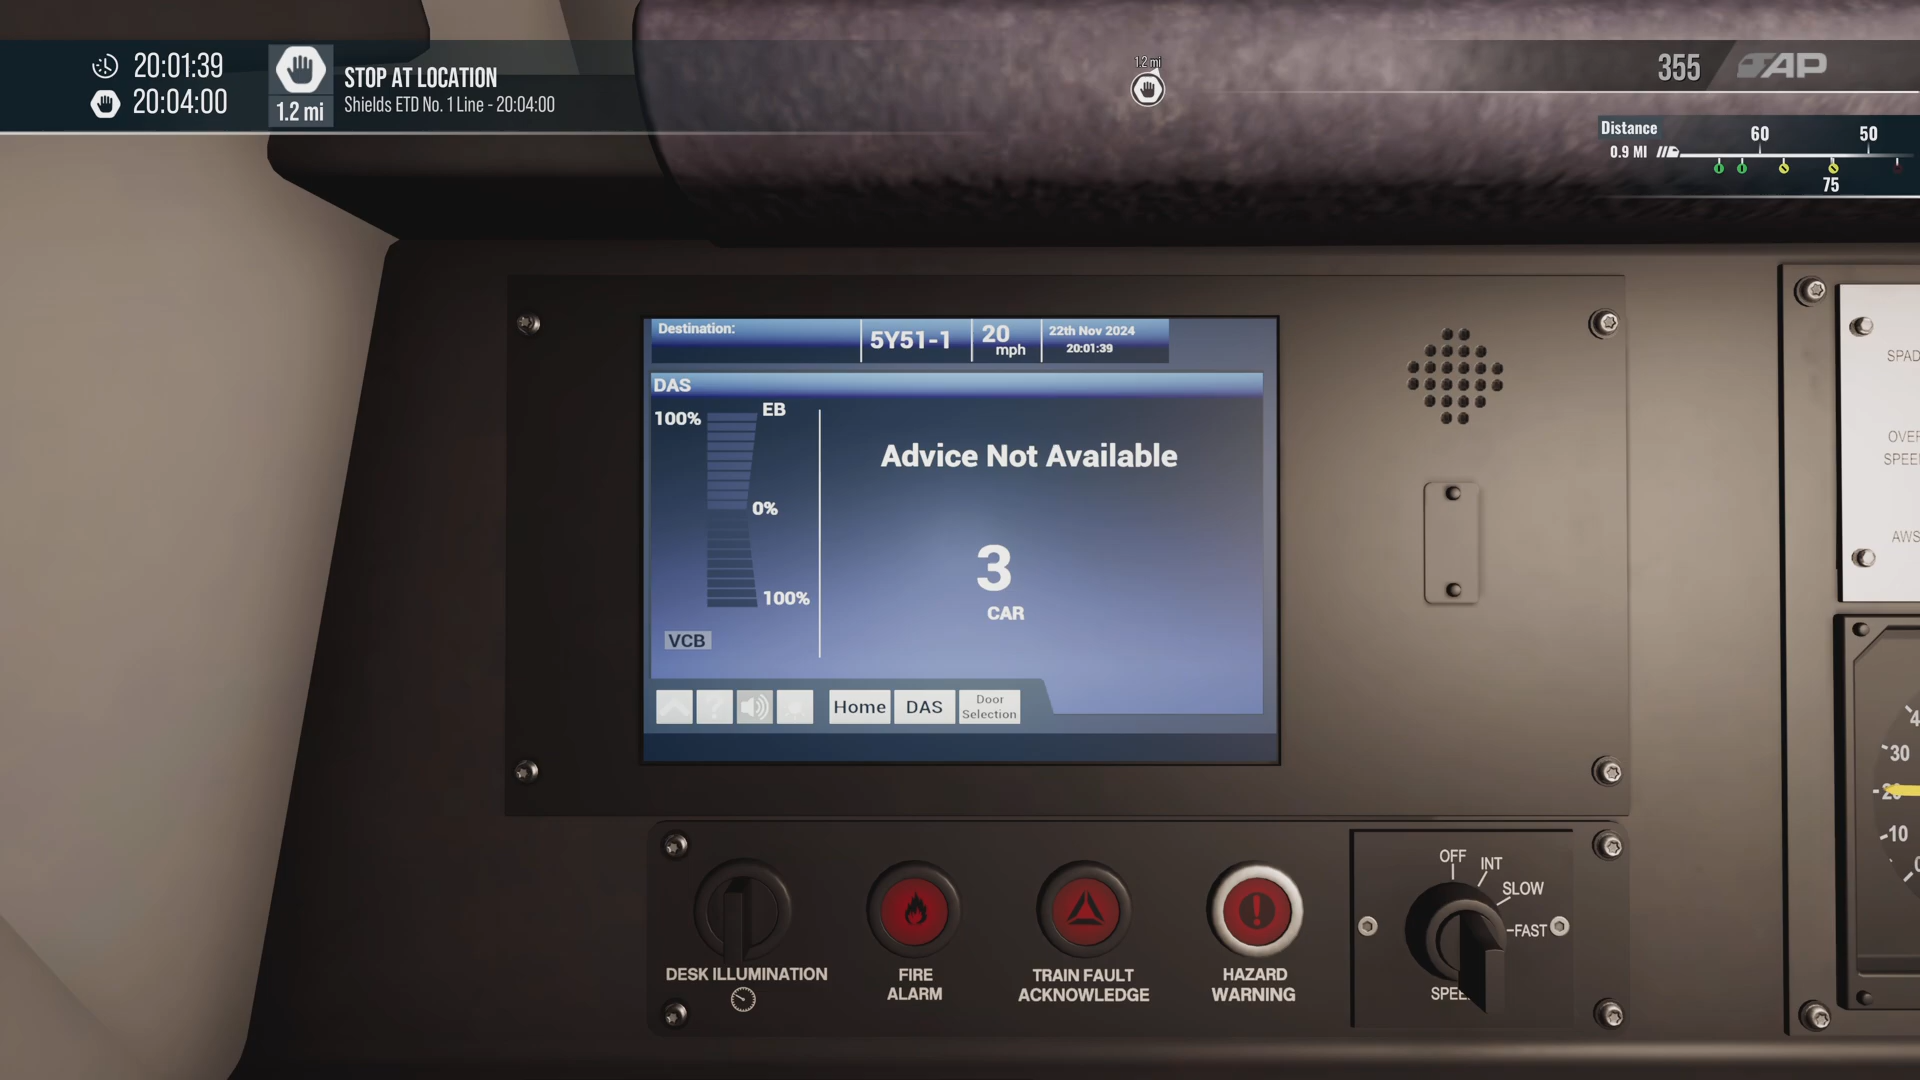 20:01:39
20:04:00
1.2 mi
STOP AT LOCATION
Shields ETD No. 1 Line - 20:04:00
1.2 mi
355
AP
Distance
0.9 MI
60
50
75
Destination:
5Y51-1
20
mph
22th Nov 2024
20:01:39
DAS
100%
EB
0%
100%
VCB
Advice Not Available
3
CAR
?
Home
DAS
Door
Selection
SPAD
OVER
SPEE
AWS
4
30
20
10
0
DESK ILLUMINATION
FIRE
ALARM
TRAIN FAULT
ACKNOWLEDGE
HAZARD
WARNING
OFF
INT
SLOW
FAST